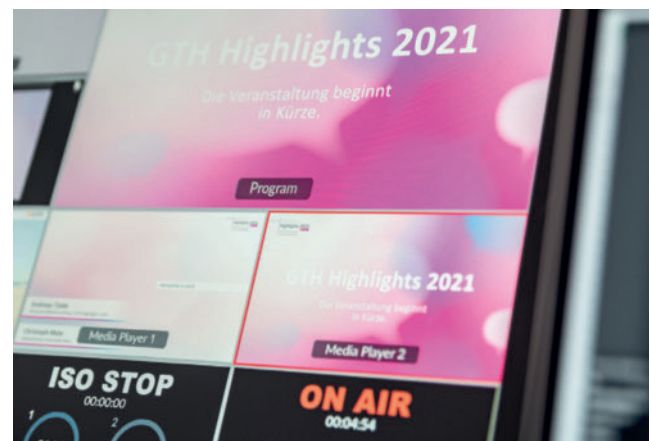 GTH Highlights 2021
Die Veranstaltung beginnt
in Kürze.
Program
Media Player 1
GTH Highlights 2021
Die Veranstaltung beginnt
in Kürze.
Media Player 2
ISO STOP
00:00:00
1
2
ON AIR
00:04:54